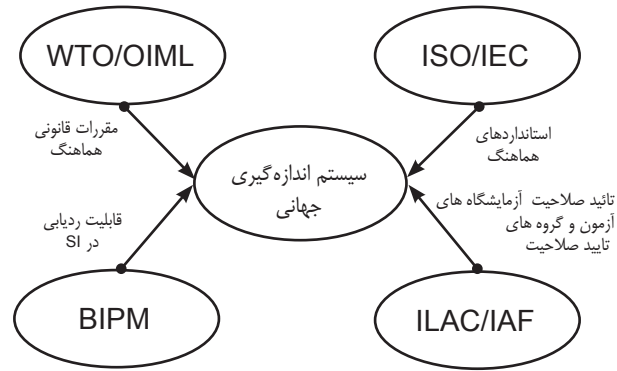 WTO/OIML
ISO/IEC
مقررات قانونی
هماهنگ
استانداردهای
هماهنگ
سیستم اندازه‌گیری
جهانی
تائید صلاحیت آزمایشگاه های
آزمون و گروه های
تایید صلاحیت
قابلیت ردیابی
در SI
BIPM
ILAC/IAF